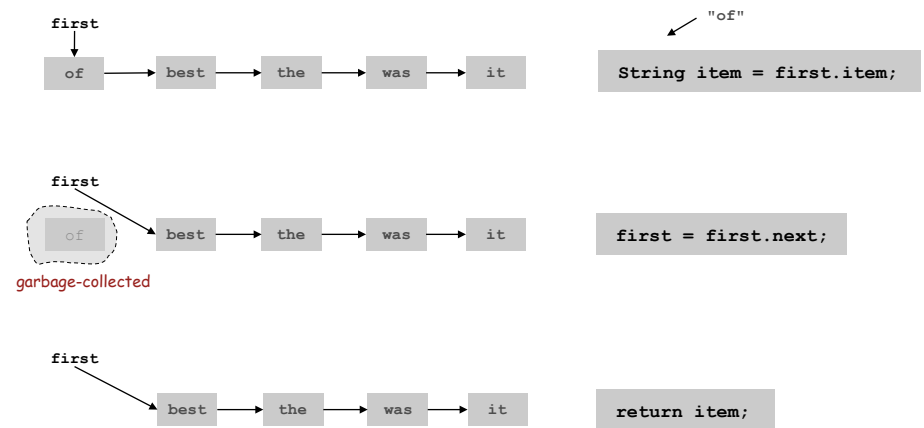 first
"of"
of best the was it
String item = first.item;
first
of best the was it
first = first.next;
garbage-collected
first
best the was it
return item;